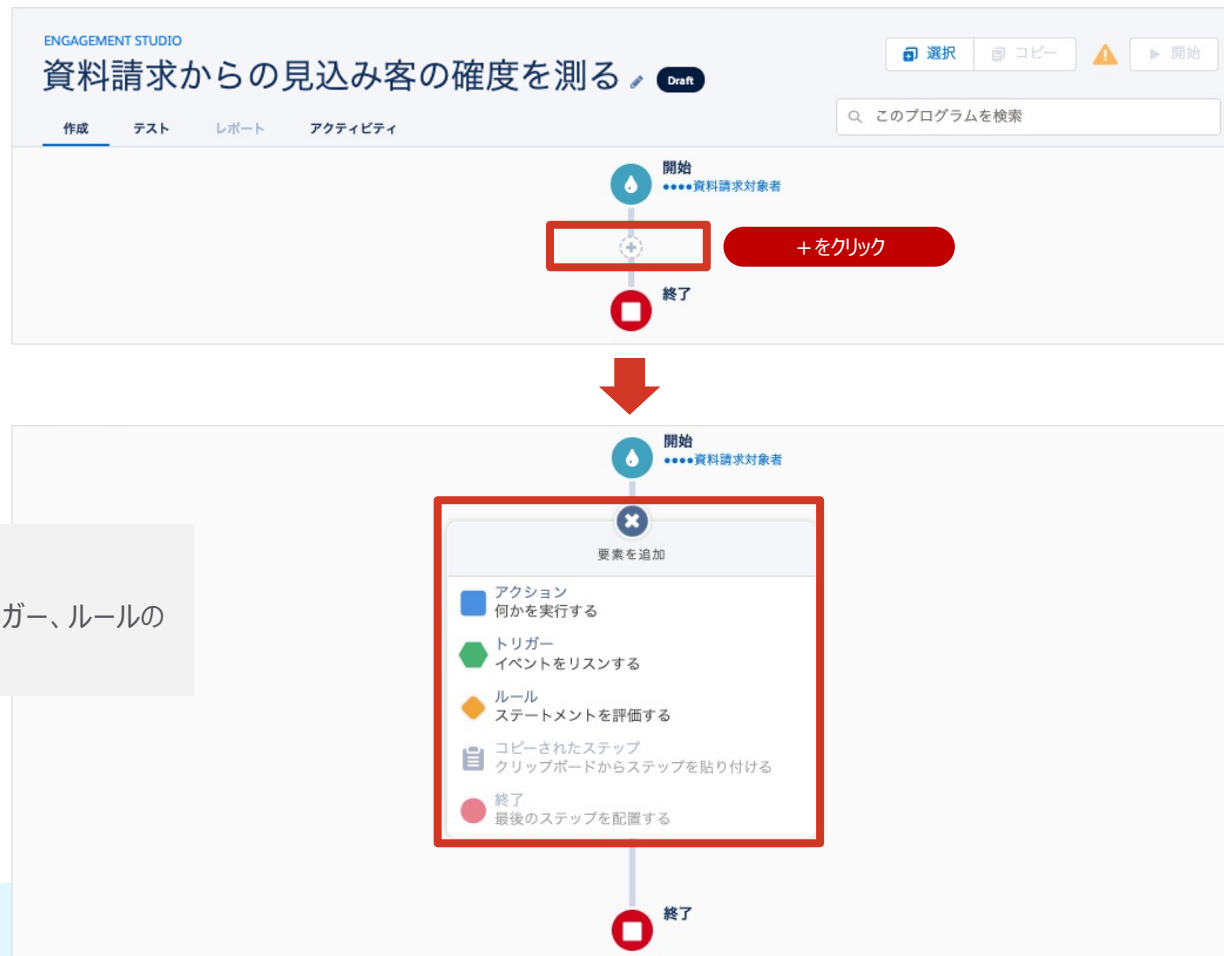 ENGAGEMENT STUDIO
資料請求からの見込み客の確度を測る
Draft
選択
コピー
開始
作成
テスト
レポート
アクティビティ
このプログラムを検索
開始
●●●●資料請求対象者
+をクリック
終了
開始
●●●●資料請求対象者
要素を追加
アクション
何かを実行する
ガー、ルールの
トリガー
イベントをリスンする
ルール
ステートメントを評価する
コピーされたステップ
クリップボードからステップを貼り付ける
終了
最後のステップを配置する
終了